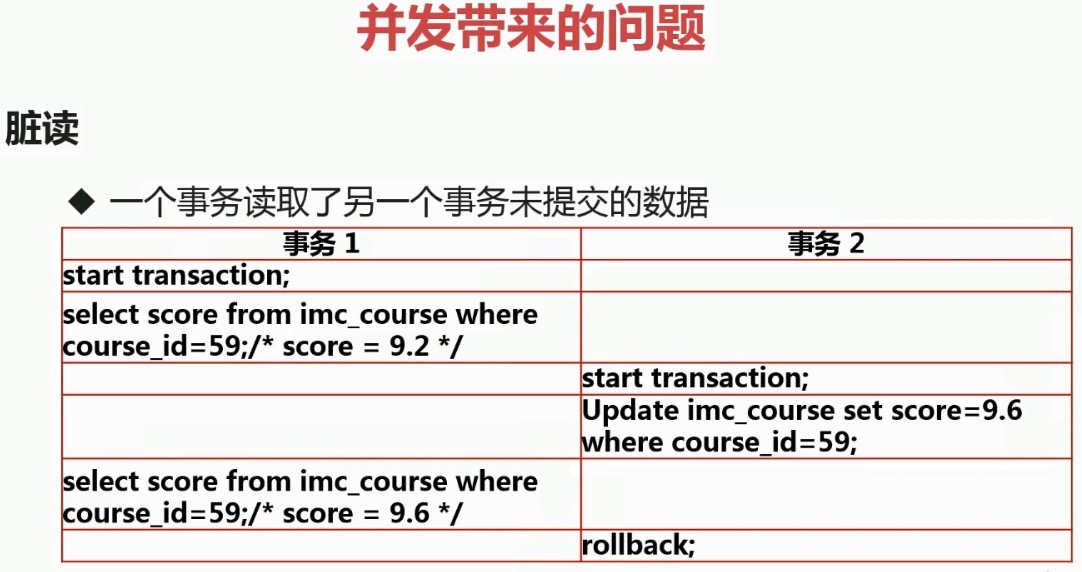 并发带来的问题
脏读
◆ 一个事务读取了另一个事务未提交的数据
事务 1
事务 2
start transaction;
select score from imc_course where
course_id=59;/* score = 9.2 */
start transaction;
Update imc_course set score=9.6
where course_id=59;
select score from imc_course where
course_id=59;/* score = 9.6 */
rollback;